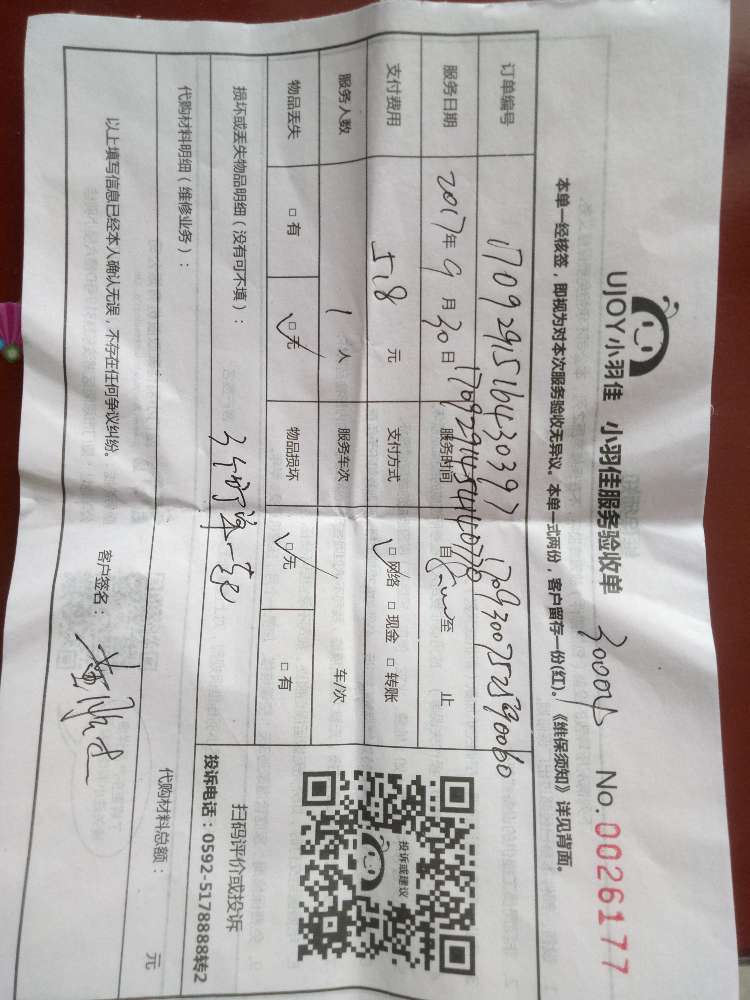 UJOY小羽佳 小羽佳服务验收单 No.0026177
本单一经核签，即视为对本次服务验收无异议。本单一式两份，客户留存一份(红)。《维保须知》详见背面。
订单编号 17092915164430397
服务日期 2017年9月30日 服务时间 自 至 止
支付费用 518 元 支付方式 □网络 □现金 □转账
服务人数 1 人 服务车次 车/次
物品丢失 □有 □无 物品损坏 □无 □有
损坏或丢失物品明细（没有可不填）：
代购材料明细（维修业务）： 代购材料总额： 元
以上填写信息已经本人确认无误，不存在任何争议纠纷。
客户签名：
投诉或建议
扫码评价或投诉
投诉电话：0592-5178888转2